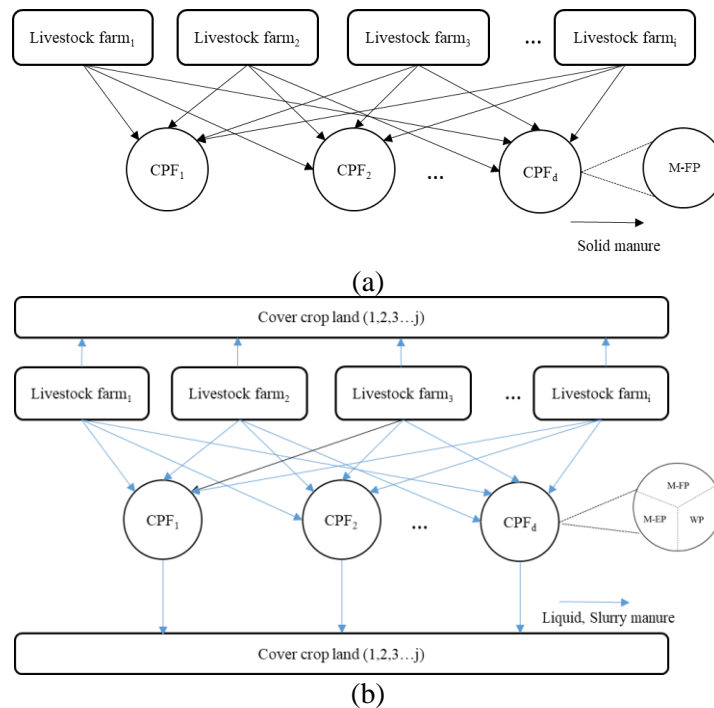 Livestock farm₁ Livestock farm₂ Livestock farm₃ ... Livestock farmᵢ
CPF₁ CPF₂ ... CPF_d M-FP
Solid manure
(a)
Cover crop land (1,2,3…j)
Livestock farm₁ Livestock farm₂ Livestock farm₃ ... Livestock farmᵢ
M-FP
CPF₁ CPF₂ ... CPF_d M-EP WP
Liquid, Slurry manure
Cover crop land (1,2,3…j)
(b)